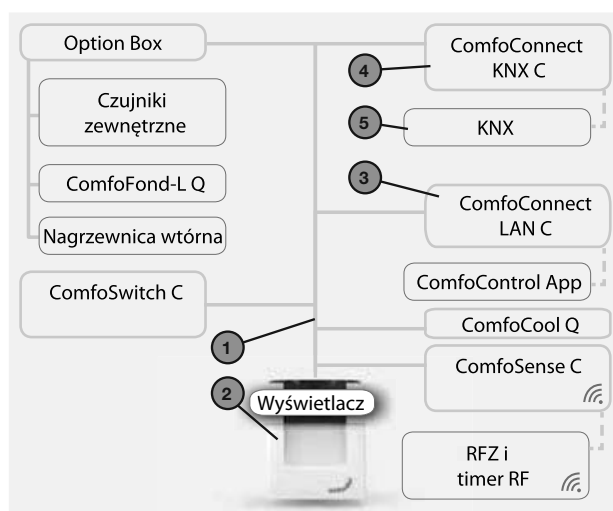 Option Box
Czujniki
zewnętrzne
ComfoFond-L Q
Nagrzewnica wtórna
ComfoSwitch C
1
2
Wyświetlacz
4
ComfoConnect
KNX C
5
KNX
3
ComfoConnect
LAN C
ComfoControl App
ComfoCool Q
ComfoSense C
RFZ i
timer RF